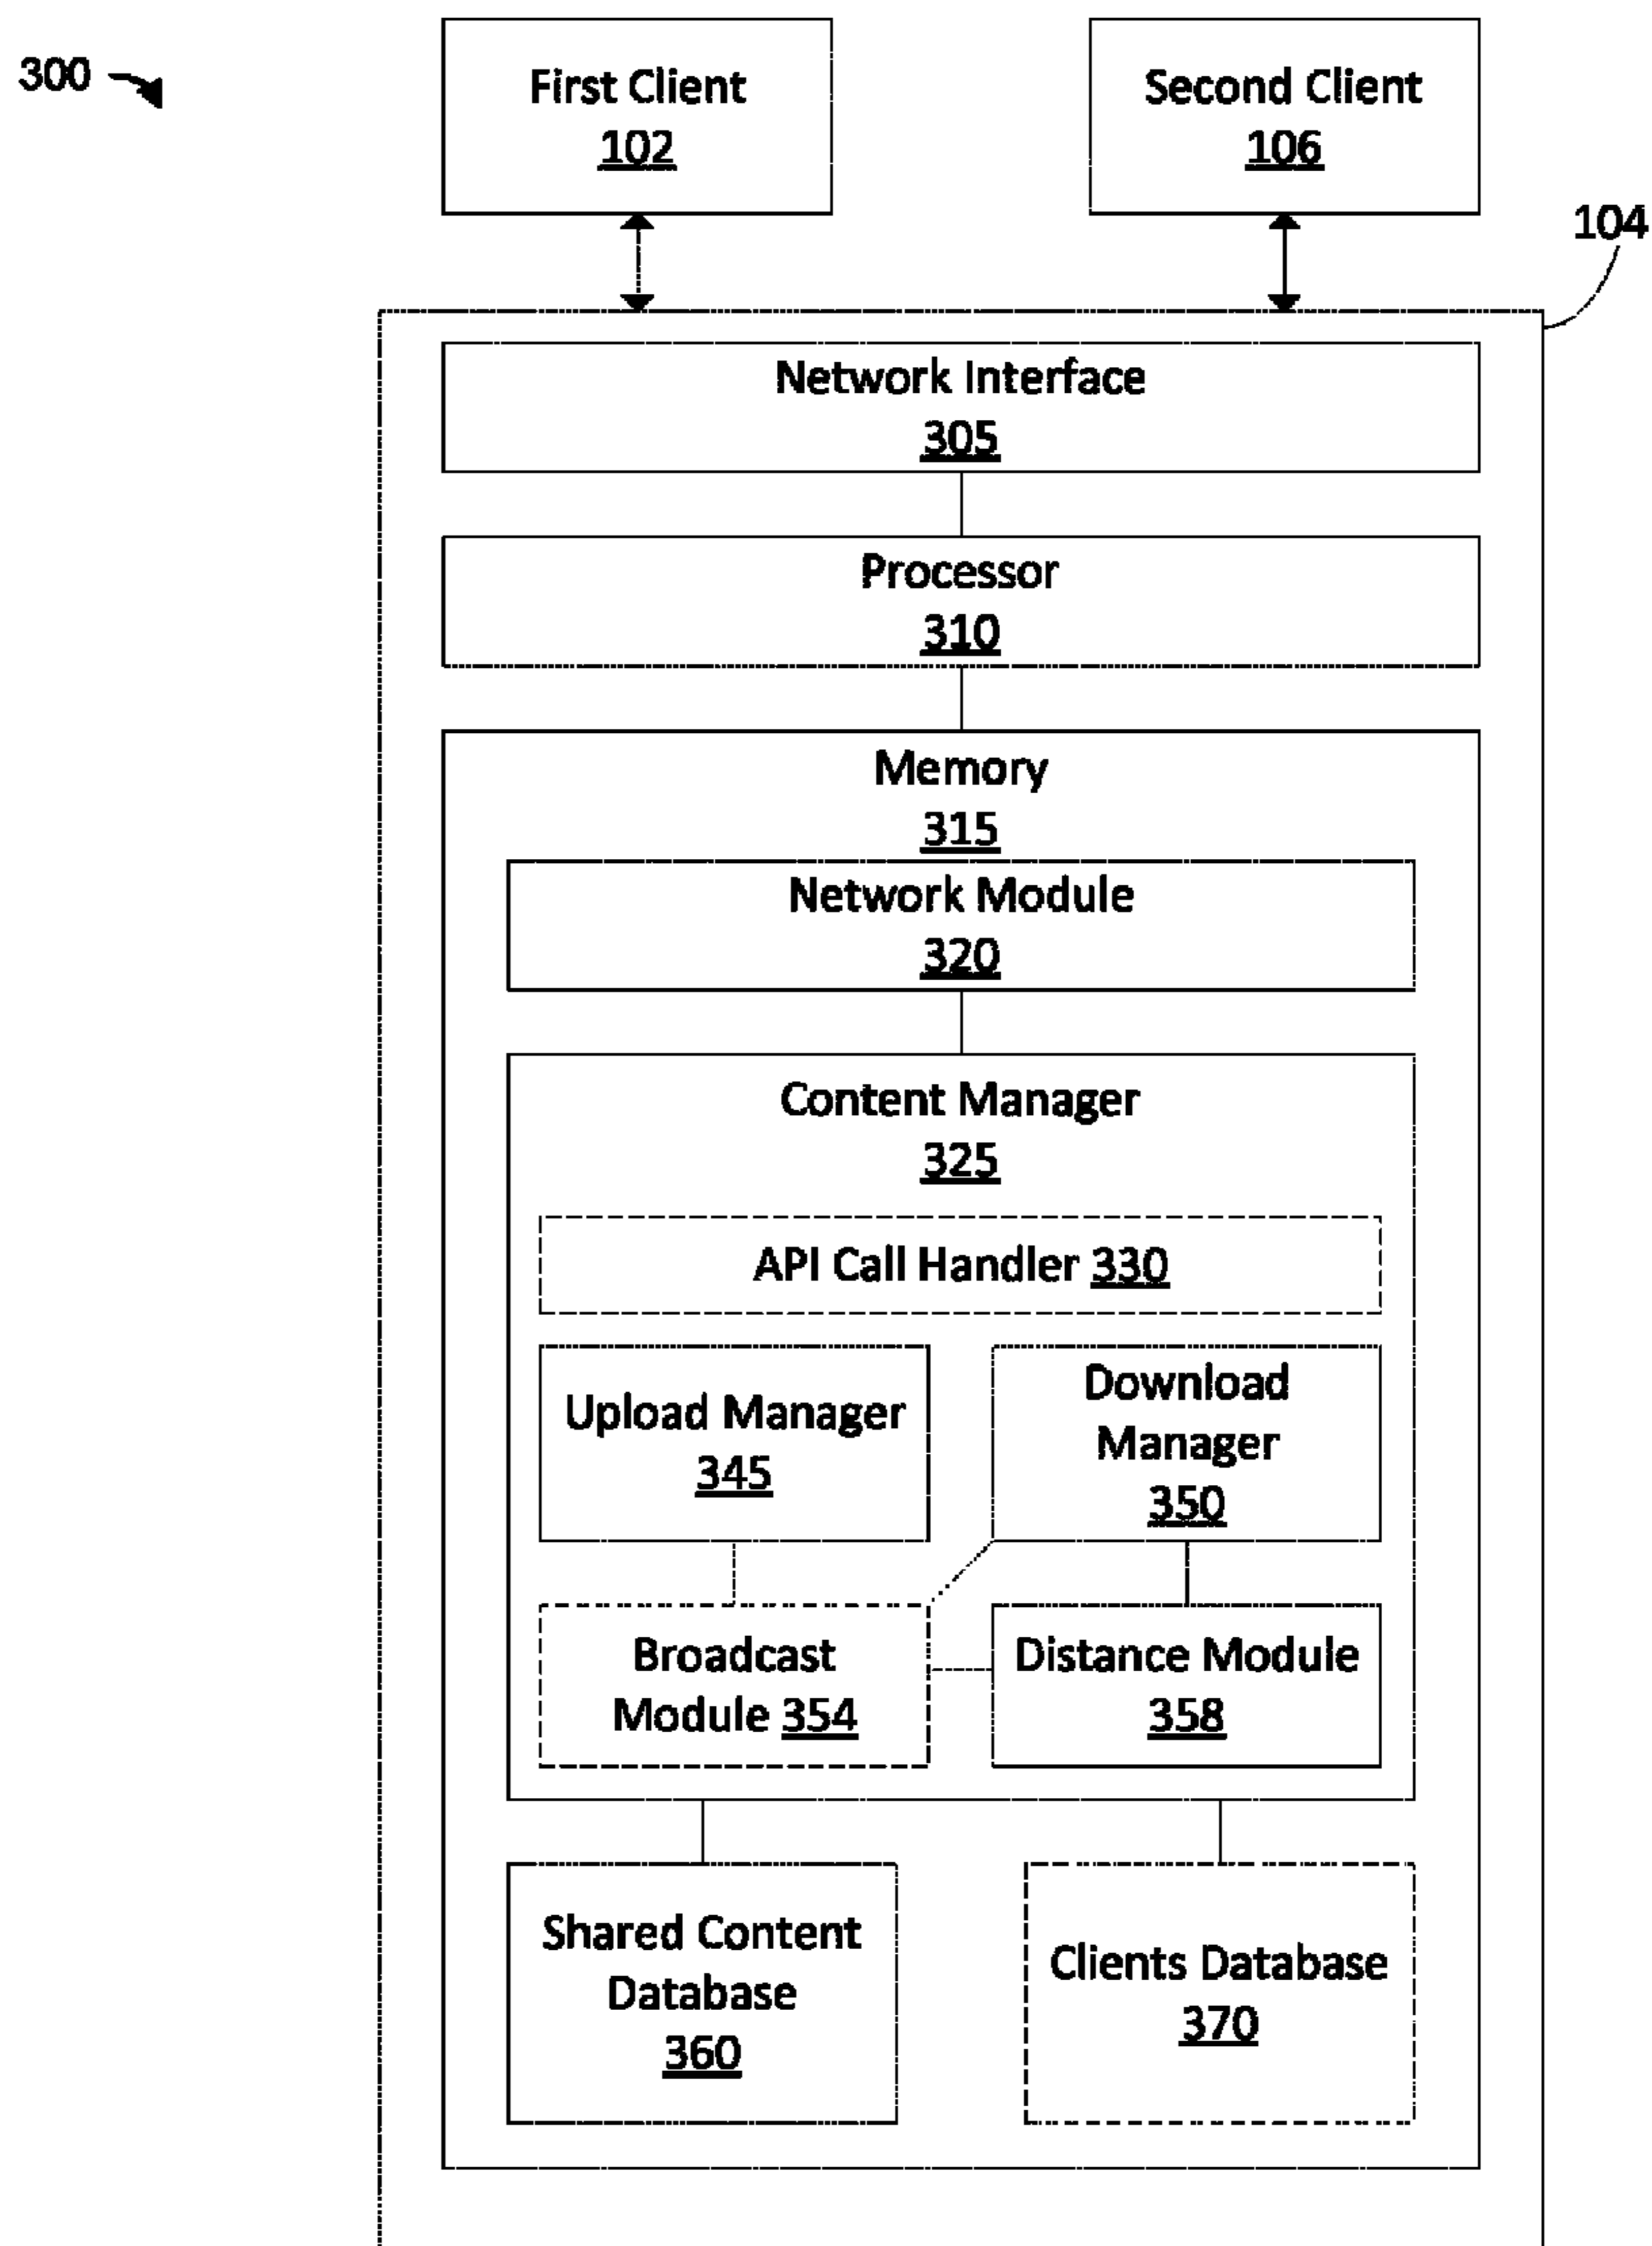 300
First Client
102
Second Client
106
104
Network Interface
305
Processor
310
Memory
315
Network Module
320
Content Manager
325
API Call Handler 330
Upload Manager
345
Download
Manager
350
Broadcast
Module 354
Distance Module
358
Shared Content
Database
360
Clients Database
370